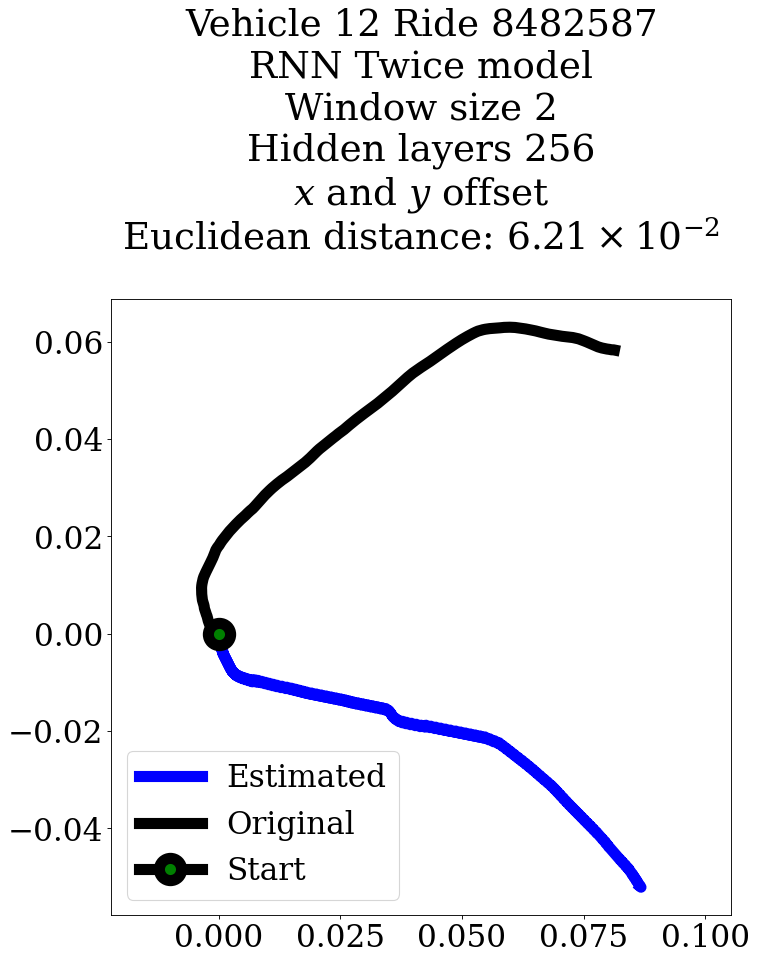 Vehicle 12 Ride 8482587
RNN Twice model
Window size 2
Hidden layers 256
x and y offset
Euclidean distance: 6.21 × 10⁻²
0.06
0.04
0.02
0.00
−0.02
−0.04
Estimated
Original
Start
0.000 0.025 0.050 0.075 0.100